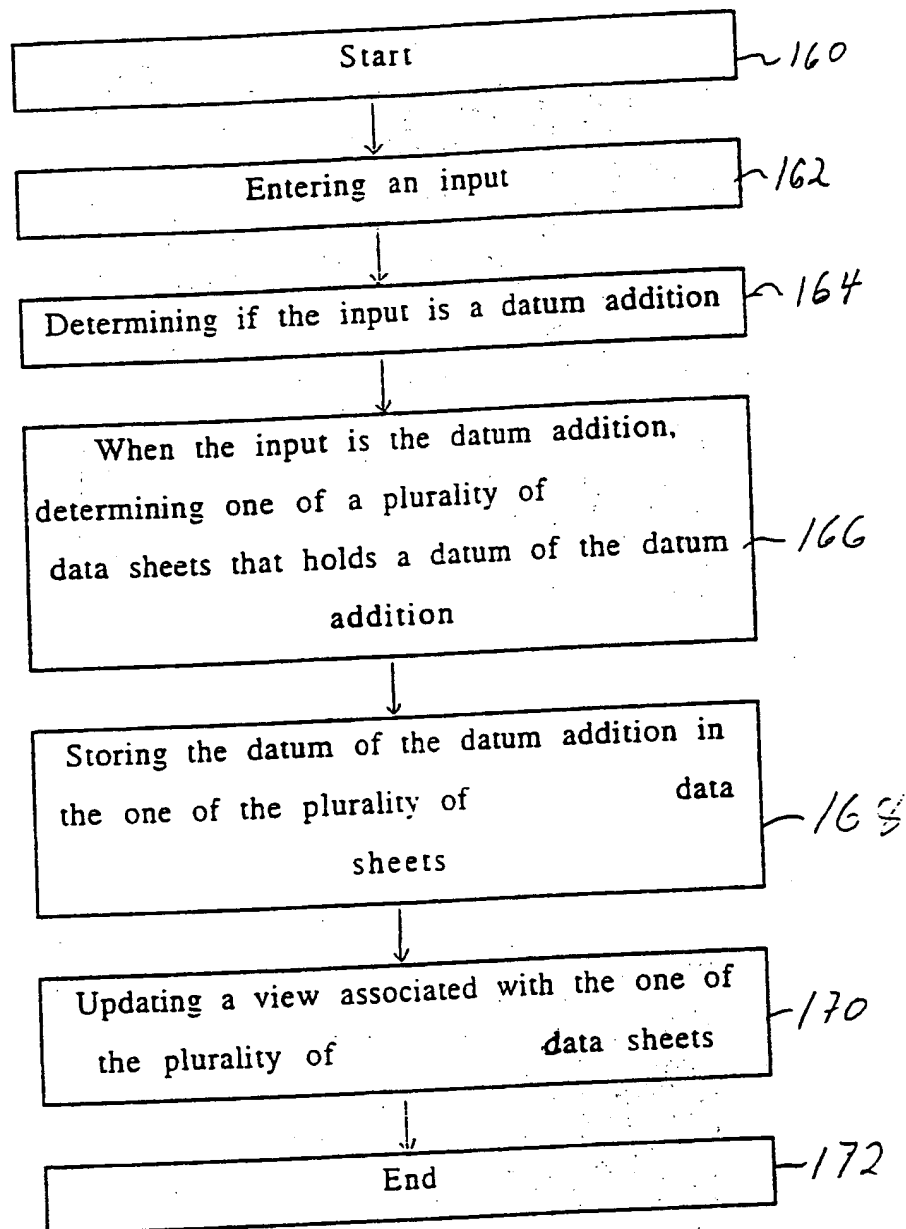 Start
160
Entering an input
162
Determining if the input is a datum addition
164
When the input is the datum addition,
determining one of a plurality of
data sheets that holds a datum of the datum
addition
166
Storing the datum of the datum addition in
the one of the plurality of data
sheets
168
Updating a view associated with the one of
the plurality of data sheets
170
End
172